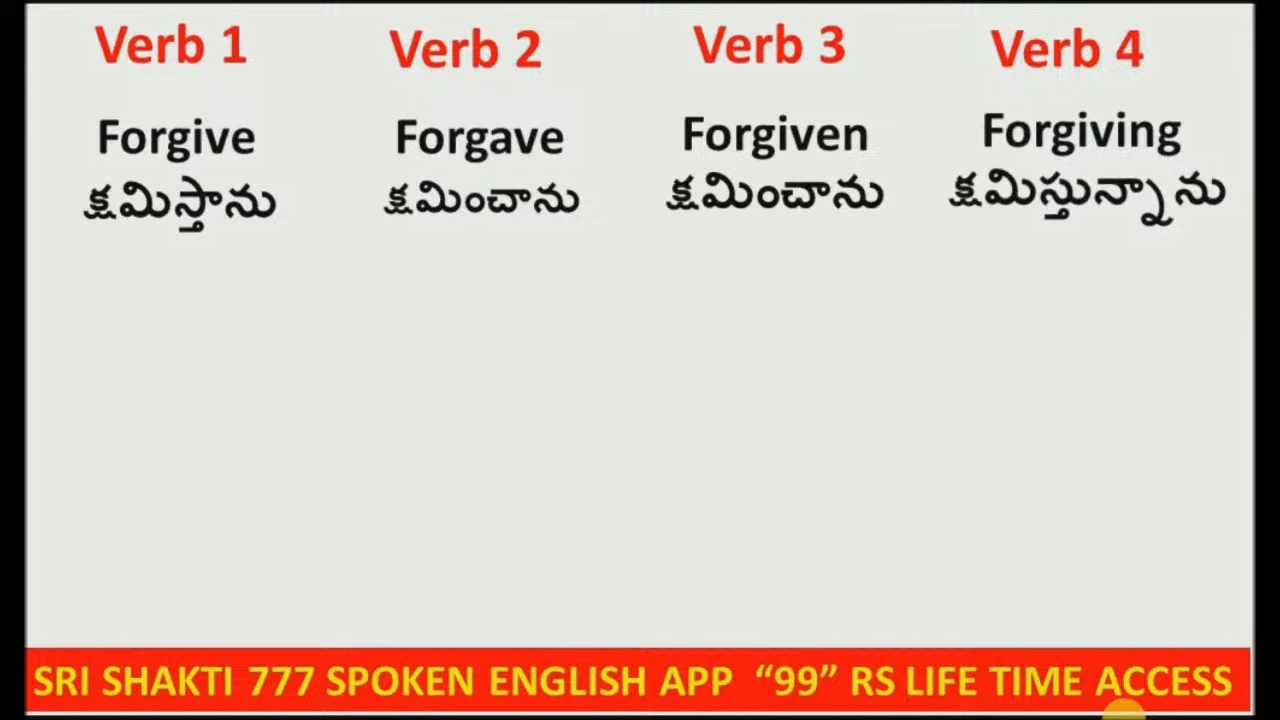 Verb 1 Verb 2 Verb 3 Verb 4
Forgive Forgave Forgiven Forgiving
క్షమిస్తాను క్షమించాను క్షమించాను క్షమిస్తున్నాను
SRI SHAKTI 777 SPOKEN ENGLISH APP “99” RS LIFE TIME ACCESS